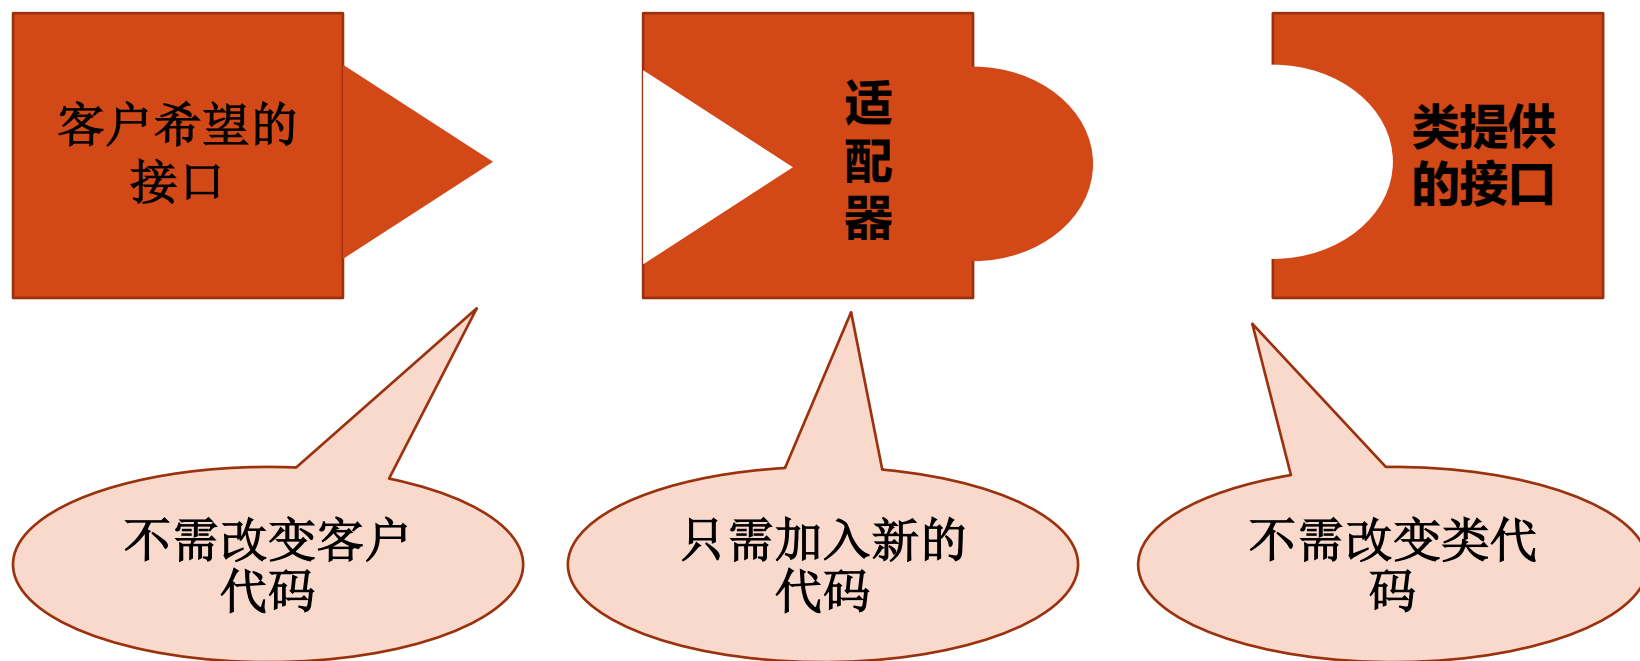 客户希望的
接口
适
配
器
类提供
的接口
不需改变客户
代码
只需加入新的
代码
不需改变类代
码